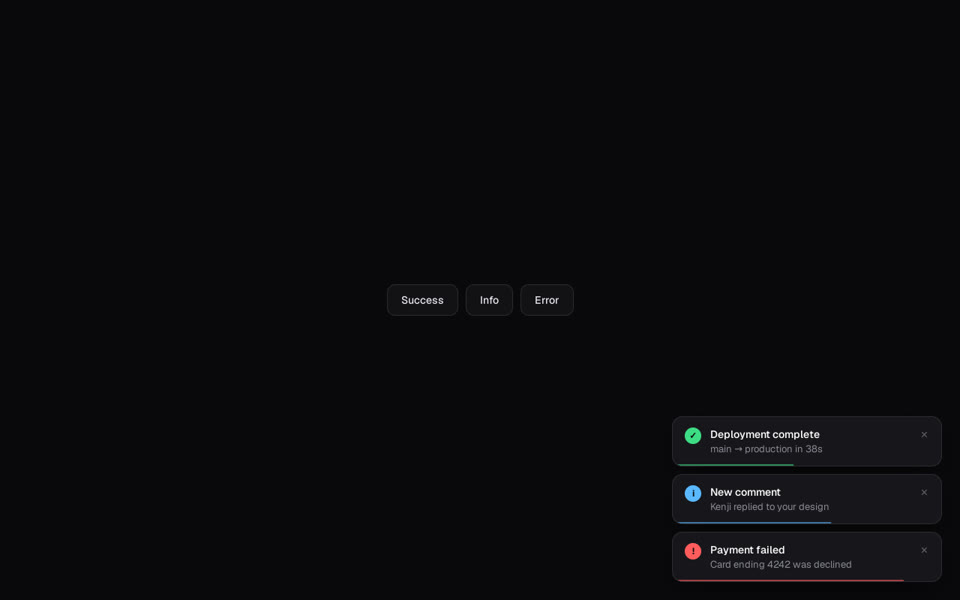 Success
Info
Error
✓ Deployment complete ×
main → production in 38s
i New comment ×
Kenji replied to your design
! Payment failed ×
Card ending 4242 was declined